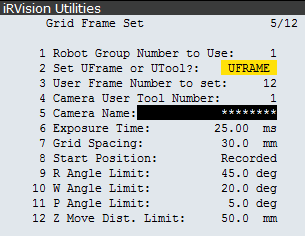 iRVision Utilities
Grid Frame Set 5/12
1 Robot Group Number to Use: 1
2 Set UFrame or UTool?: UFRAME
3 User Frame Number to set: 12
4 Camera User Tool Number: 1
5 Camera Name: ********
6 Exposure Time: 25.00 ms
7 Grid Spacing: 30.0 mm
8 Start Position: Recorded
9 R Angle Limit: 45.0 deg
10 W Angle Limit: 20.0 deg
11 P Angle Limit: 5.0 deg
12 Z Move Dist. Limit: 50.0 mm